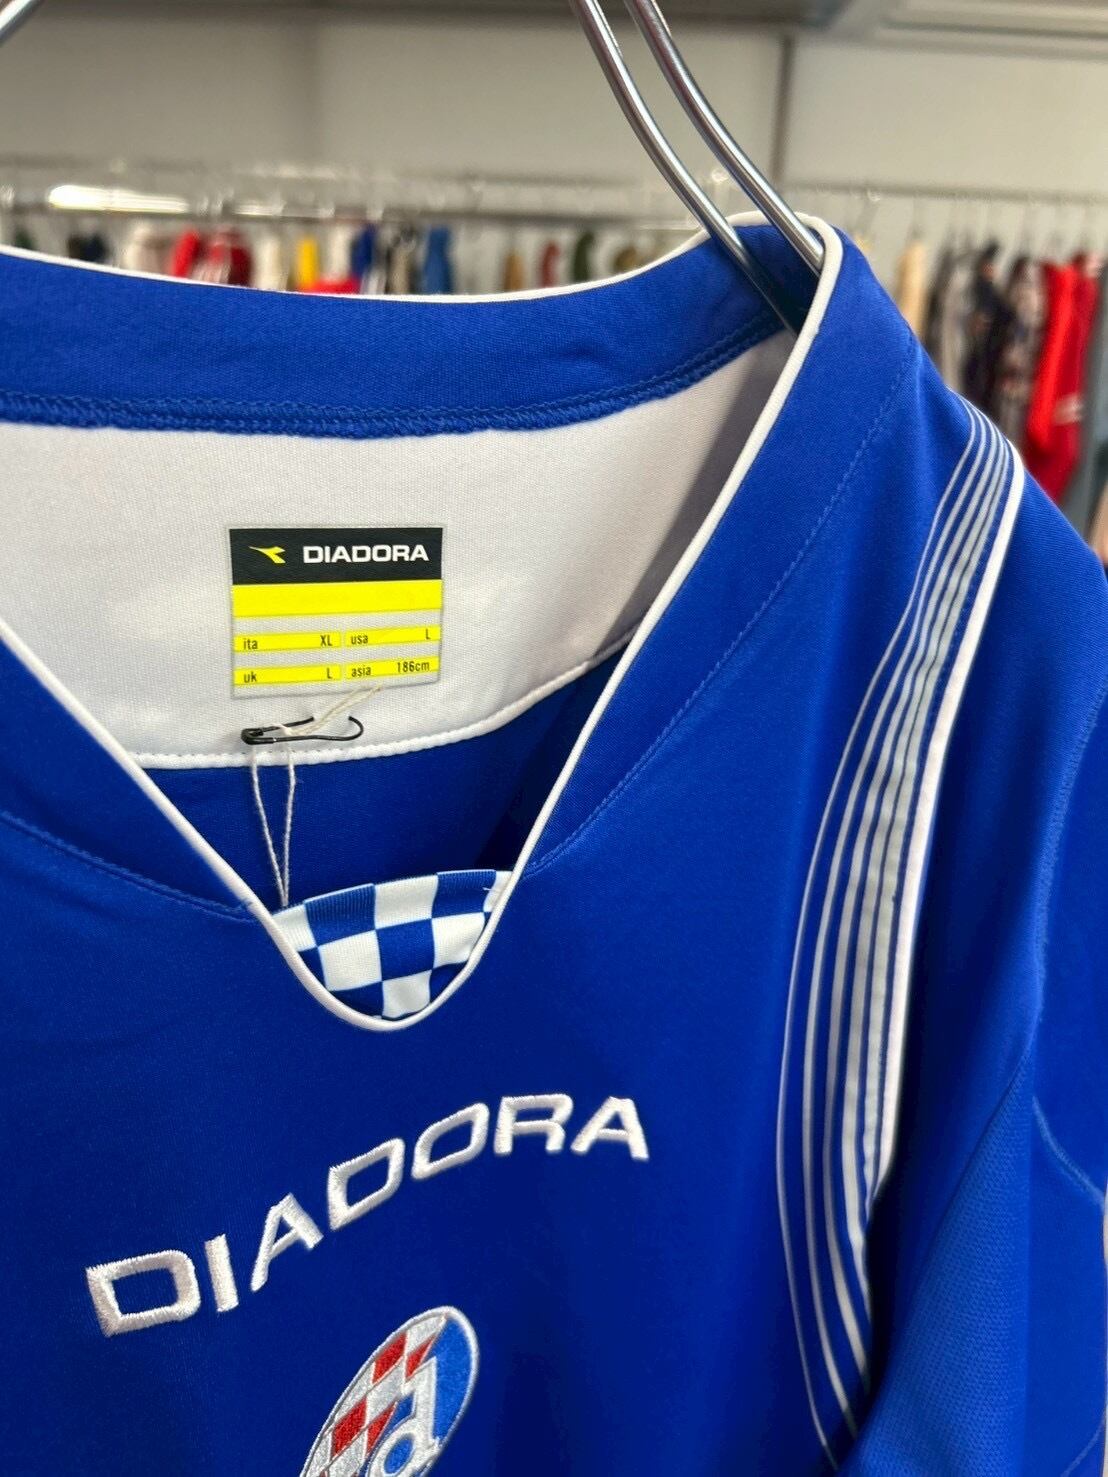 DIADORA
ita XL usa L
uk L asia 186cm
DIADORA
d